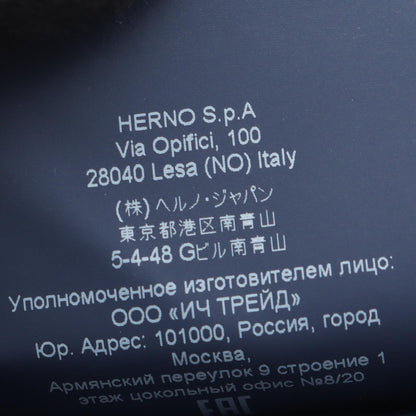 HERNO S.p.A
Via Opifici, 100
28040 Lesa (NO) Italy
(株)ヘルノ・ジャパン
東京都港区南青山
5-4-48 Gビル南青山
Уполномоченное изготовителем лицо:
ООО «ИЧ ТРЕЙД»
Юр. Адрес: 101000, Россия, город
Москва,
Армянский переулок 9 строение 1
этаж цокольный офис №8/20
EAC